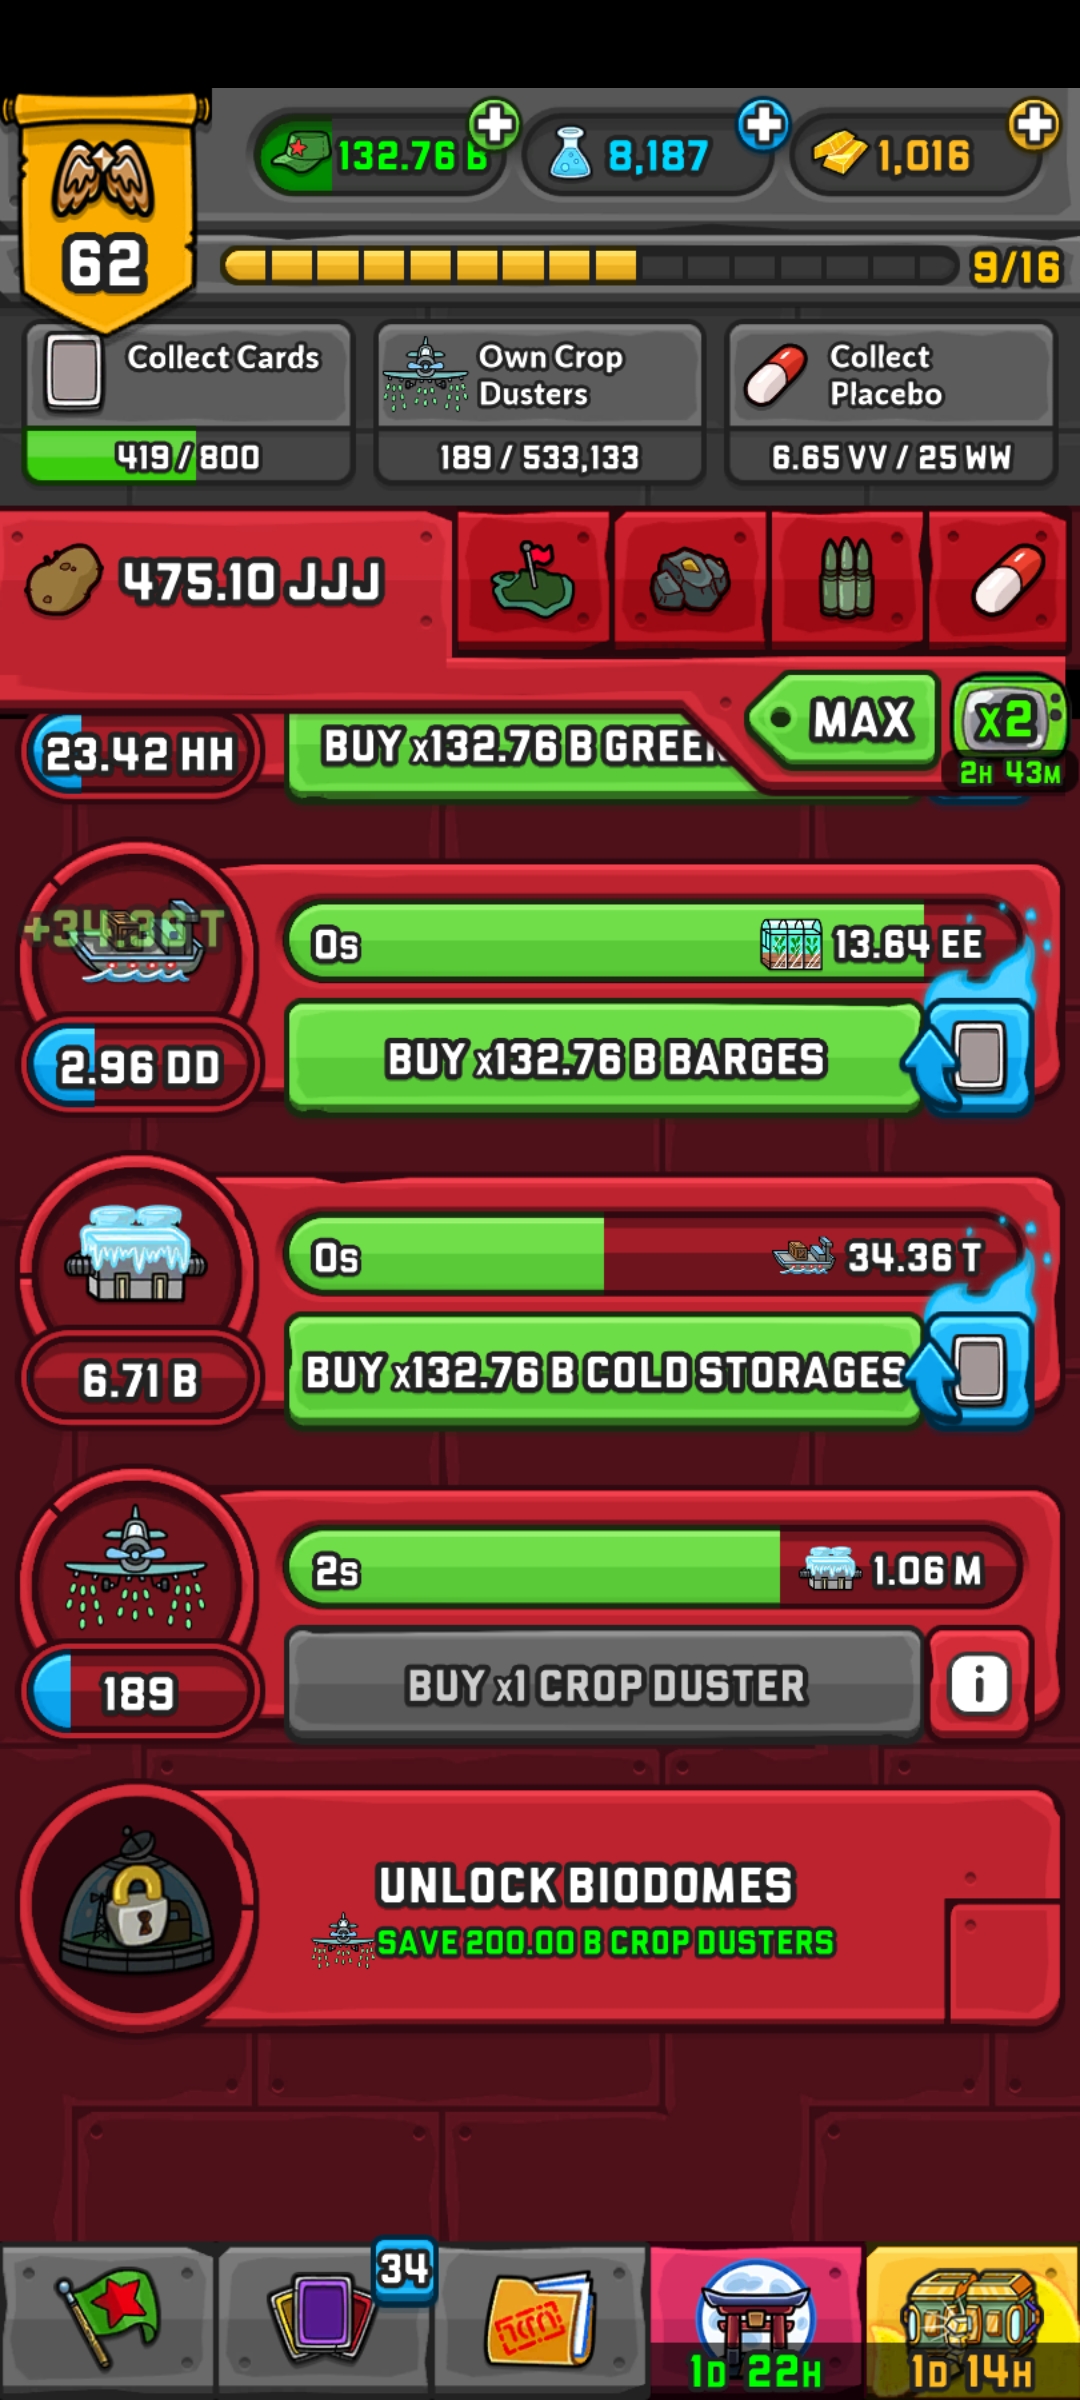 132.76 B
8,187
1,016
62
9/16
Collect Cards
419 / 800
Own Crop
Dusters
189 / 533,133
Collect
Placebo
6.65 VV / 25 WW
475.10 JJJ
MAX
x2
2H 43M
23.42 HH
BUY x132.76 B GREEN
+34.36 T
0s
13.64 EE
2.96 DD
BUY x132.76 B BARGES
0s
34.36 T
6.71 B
BUY x132.76 B COLD STORAGES
2s
1.06 M
189
BUY x1 CROP DUSTER
i
UNLOCK BIODOMES
SAVE 200.00 B CROP DUSTERS
34
1D 22H
1D 14H